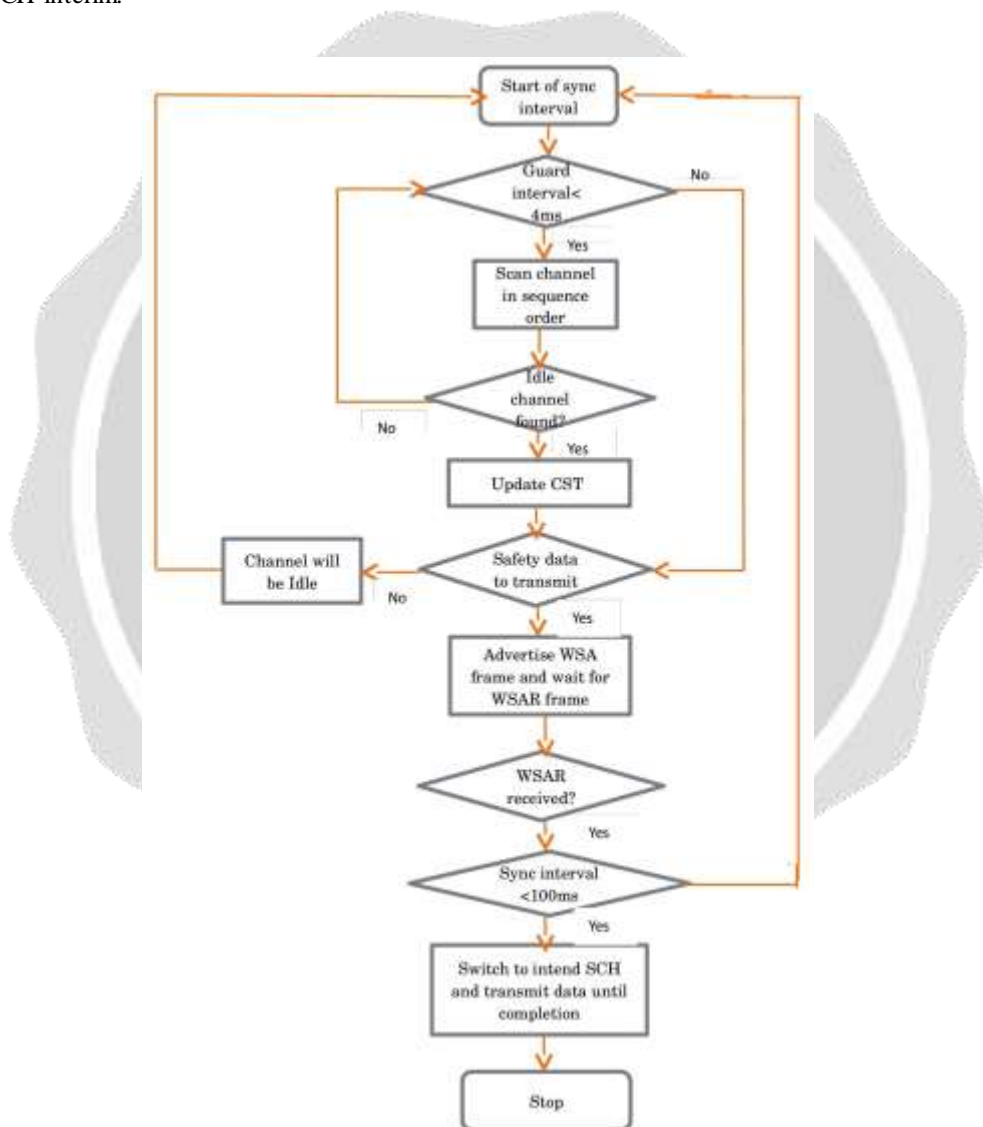 Start of sync
interval
Guard
interval<
4ms
No
Yes
Scan channel
in sequence
order
Idle
channel
found?
No
Yes
Update CST
Safety data
to transmit
Channel will
be Idle
No
Yes
Advertise WSA
frame and wait for
WSAR frame
WSAR
received?
Yes
Sync interval
<100ms
Yes
Switch to intend SCH
and transmit data until
completion
Stop